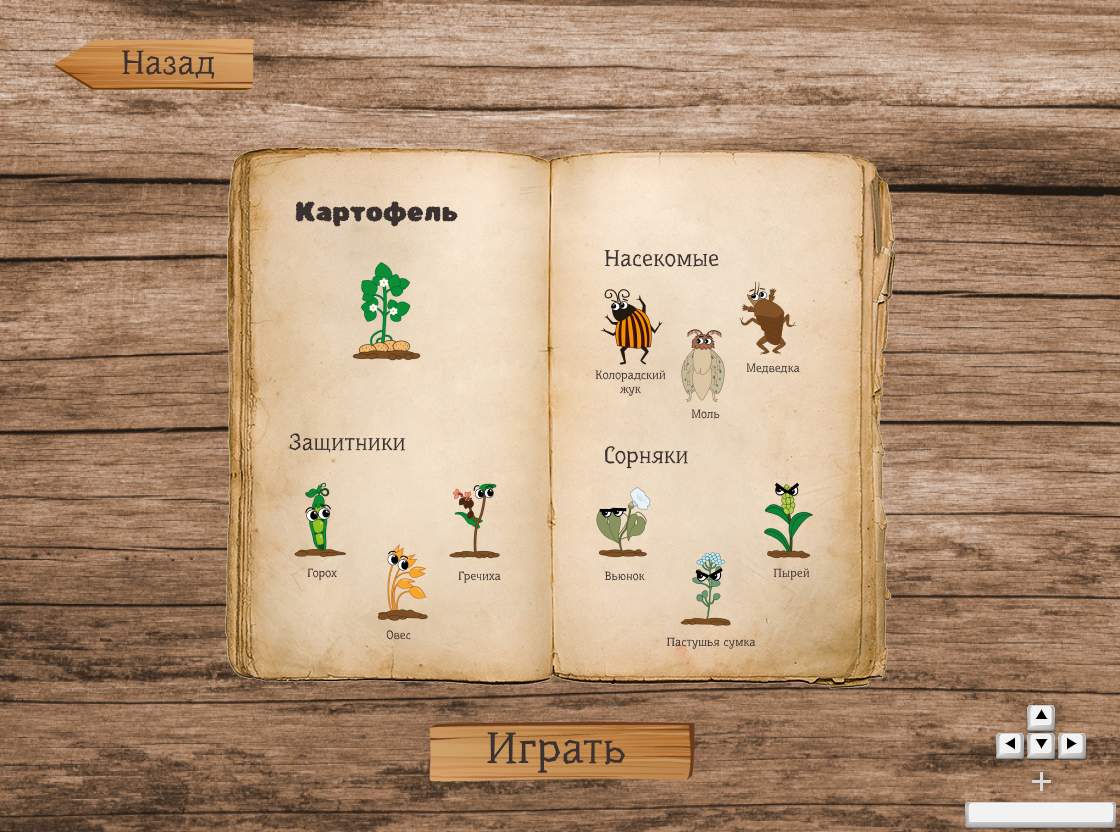 Назад
Картофель
Защитники
Горох
Гречиха
Овес
Насекомые
Колорадский
жук
Медведка
Моль
Сорняки
Вьюнок
Пырей
Пастушья сумка
Играть